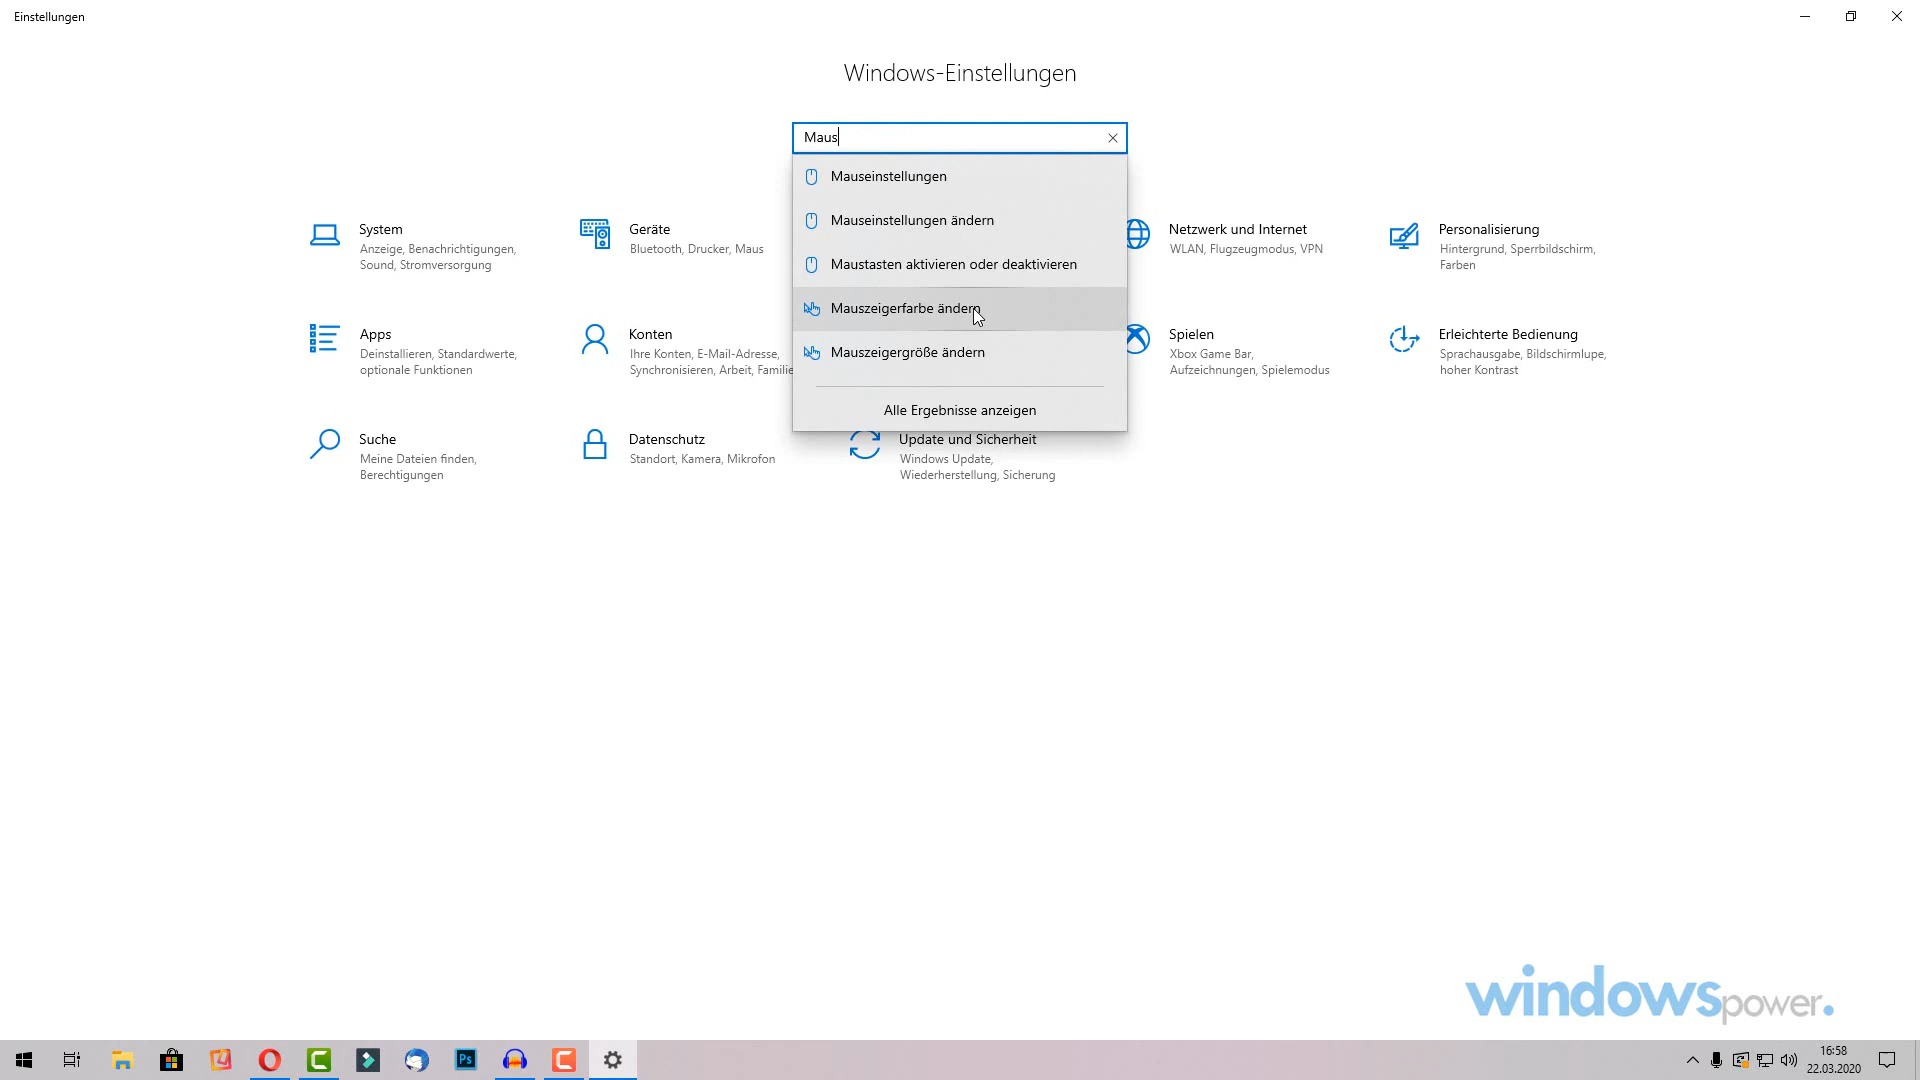 Einstellungen
Windows-Einstellungen
Maus
Mauseinstellungen
Mauseinstellungen ändern
Maustasten aktivieren oder deaktivieren
Mauszeigerfarbe ändern
Mauszeigergröße ändern
Alle Ergebnisse anzeigen
System
Anzeige, Benachrichtigungen,
Sound, Stromversorgung
Geräte
Bluetooth, Drucker, Maus
Netzwerk und Internet
WLAN, Flugzeugmodus, VPN
Personalisierung
Hintergrund, Sperrbildschirm,
Farben
Apps
Deinstallieren, Standardwerte,
optionale Funktionen
Konten
Ihre Konten, E-Mail-Adresse,
Synchronisieren, Arbeit, Familie
Spielen
Xbox Game Bar,
Aufzeichnungen, Spielemodus
Erleichterte Bedienung
Sprachausgabe, Bildschirmlupe,
hoher Kontrast
Suche
Meine Dateien finden,
Berechtigungen
Datenschutz
Standort, Kamera, Mikrofon
Update und Sicherheit
Windows Update,
Wiederherstellung, Sicherung
windowspower.
Ps
16:58
22.03.2020